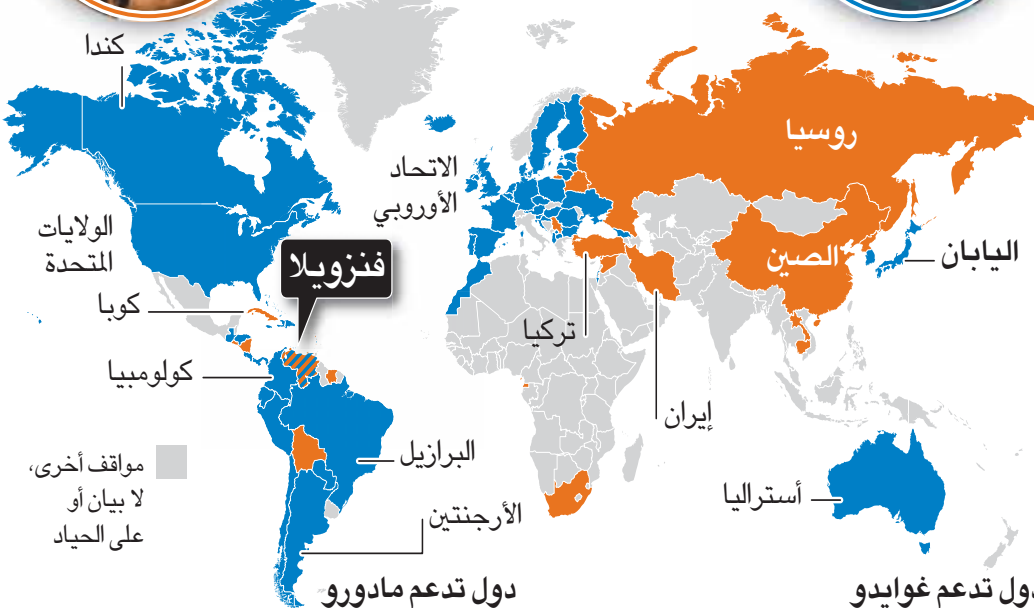 كندا
روسيا
الاتحاد
الأوروبي
الولايات
المتحدة
فنزويلا
الصين
اليابان
كوبا
تركيا
كولومبيا
إيران
البرازيل
مواقف أخرى،
لا بيان أو
على الحياد
أستراليا
الأرجنتين
دول تدعم مادورو
ول تدعم غوايدو